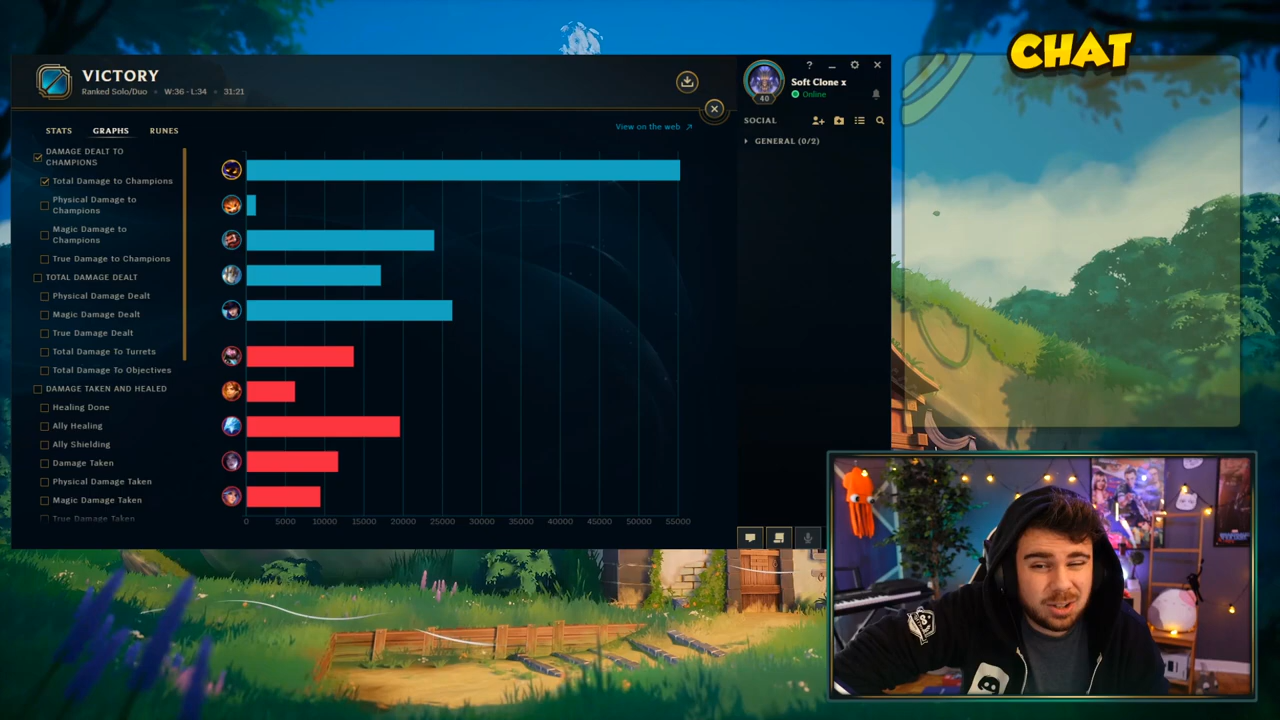 CHAT
VICTORY
Ranked Solo/Duo • W:36 - L:34 • 31:21
?
Soft Clone x
Online
40
SOCIAL
GENERAL (0/2)
STATS
GRAPHS
RUNES
View on the web
DAMAGE DEALT TO
CHAMPIONS
Total Damage to Champions
Physical Damage to
Champions
Magic Damage to
Champions
True Damage to Champions
TOTAL DAMAGE DEALT
Physical Damage Dealt
Magic Damage Dealt
True Damage Dealt
Total Damage To Turrets
Total Damage To Objectives
DAMAGE TAKEN AND HEALED
Healing Done
Ally Healing
Ally Shielding
Damage Taken
Physical Damage Taken
Magic Damage Taken
True Damage Taken
0 5000 10000 15000 20000 25000 30000 35000 40000 45000 50000 55000